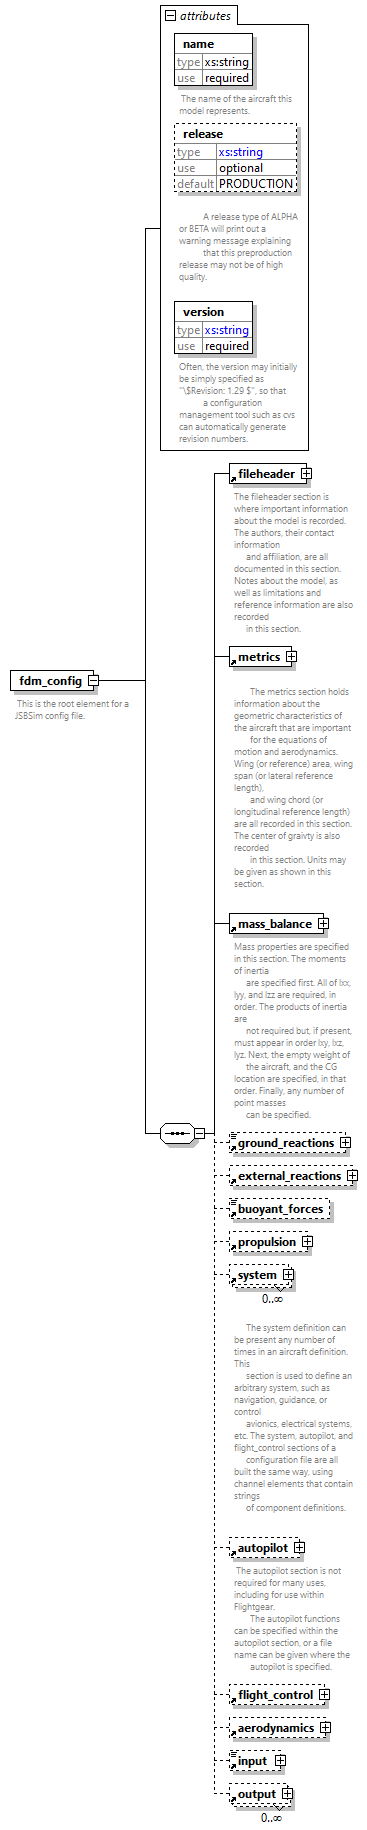 attributes
name
type xs:string
use required
The name of the aircraft this
model represents.
release
type xs:string
use optional
default PRODUCTION
A release type of ALPHA
or BETA will print out a
warning message explaining
that this preproduction
release may not be of high
quality.
version
type xs:string
use required
Often, the version may initially
be simply specified as
"\$Revision: 1.29 $", so that
a configuration
management tool such as cvs
can automatically generate
revision numbers.
fdm_config
This is the root element for a
JSBSim config file.
fileheader
The fileheader section is
where important information
about the model is recorded.
The authors, their contact
information
and affiliation, are all
documented in this section.
Notes about the model, as
well as limitations and
reference information are also
recorded
in this section.
metrics
The metrics section holds
information about the
geometric characteristics of
the aircraft that are important
for the equations of
motion and aerodynamics.
Wing (or reference) area, wing
span (or lateral reference
length),
and wing chord (or
longitudinal reference length)
are all recorded in this section.
The center of graivty is also
recorded
in this section. Units may
be given as shown in this
section.
mass_balance
Mass properties are specified
in this section. The moments
of inertia
are specified first. All of Ixx,
Iyy, and Izz are required, in
order. The products of inertia
are
not required but, if present,
must appear in order Ixy, Ixz,
Iyz. Next, the empty weight of
the aircraft, and the CG
location are specified, in that
order. Finally, any number of
point masses
can be specified.
ground_reactions
external_reactions
buoyant_forces
propulsion
system
0..∞
The system definition can
be present any number of
times in an aircraft definition.
This
section is used to define an
arbitrary system, such as
navigation, guidance, or
control
avionics, electrical systems,
etc. The system, autopilot, and
flight_control sections of a
configuration file are all
built the same way, using
channel elements that contain
strings
of component definitions.
autopilot
The autopilot section is not
required for many uses,
including for use within
Flightgear.
The autopilot functions
can be specified within the
autopilot section, or a file
name can be given where the
autopilot is specified.
flight_control
aerodynamics
input
output
0..∞